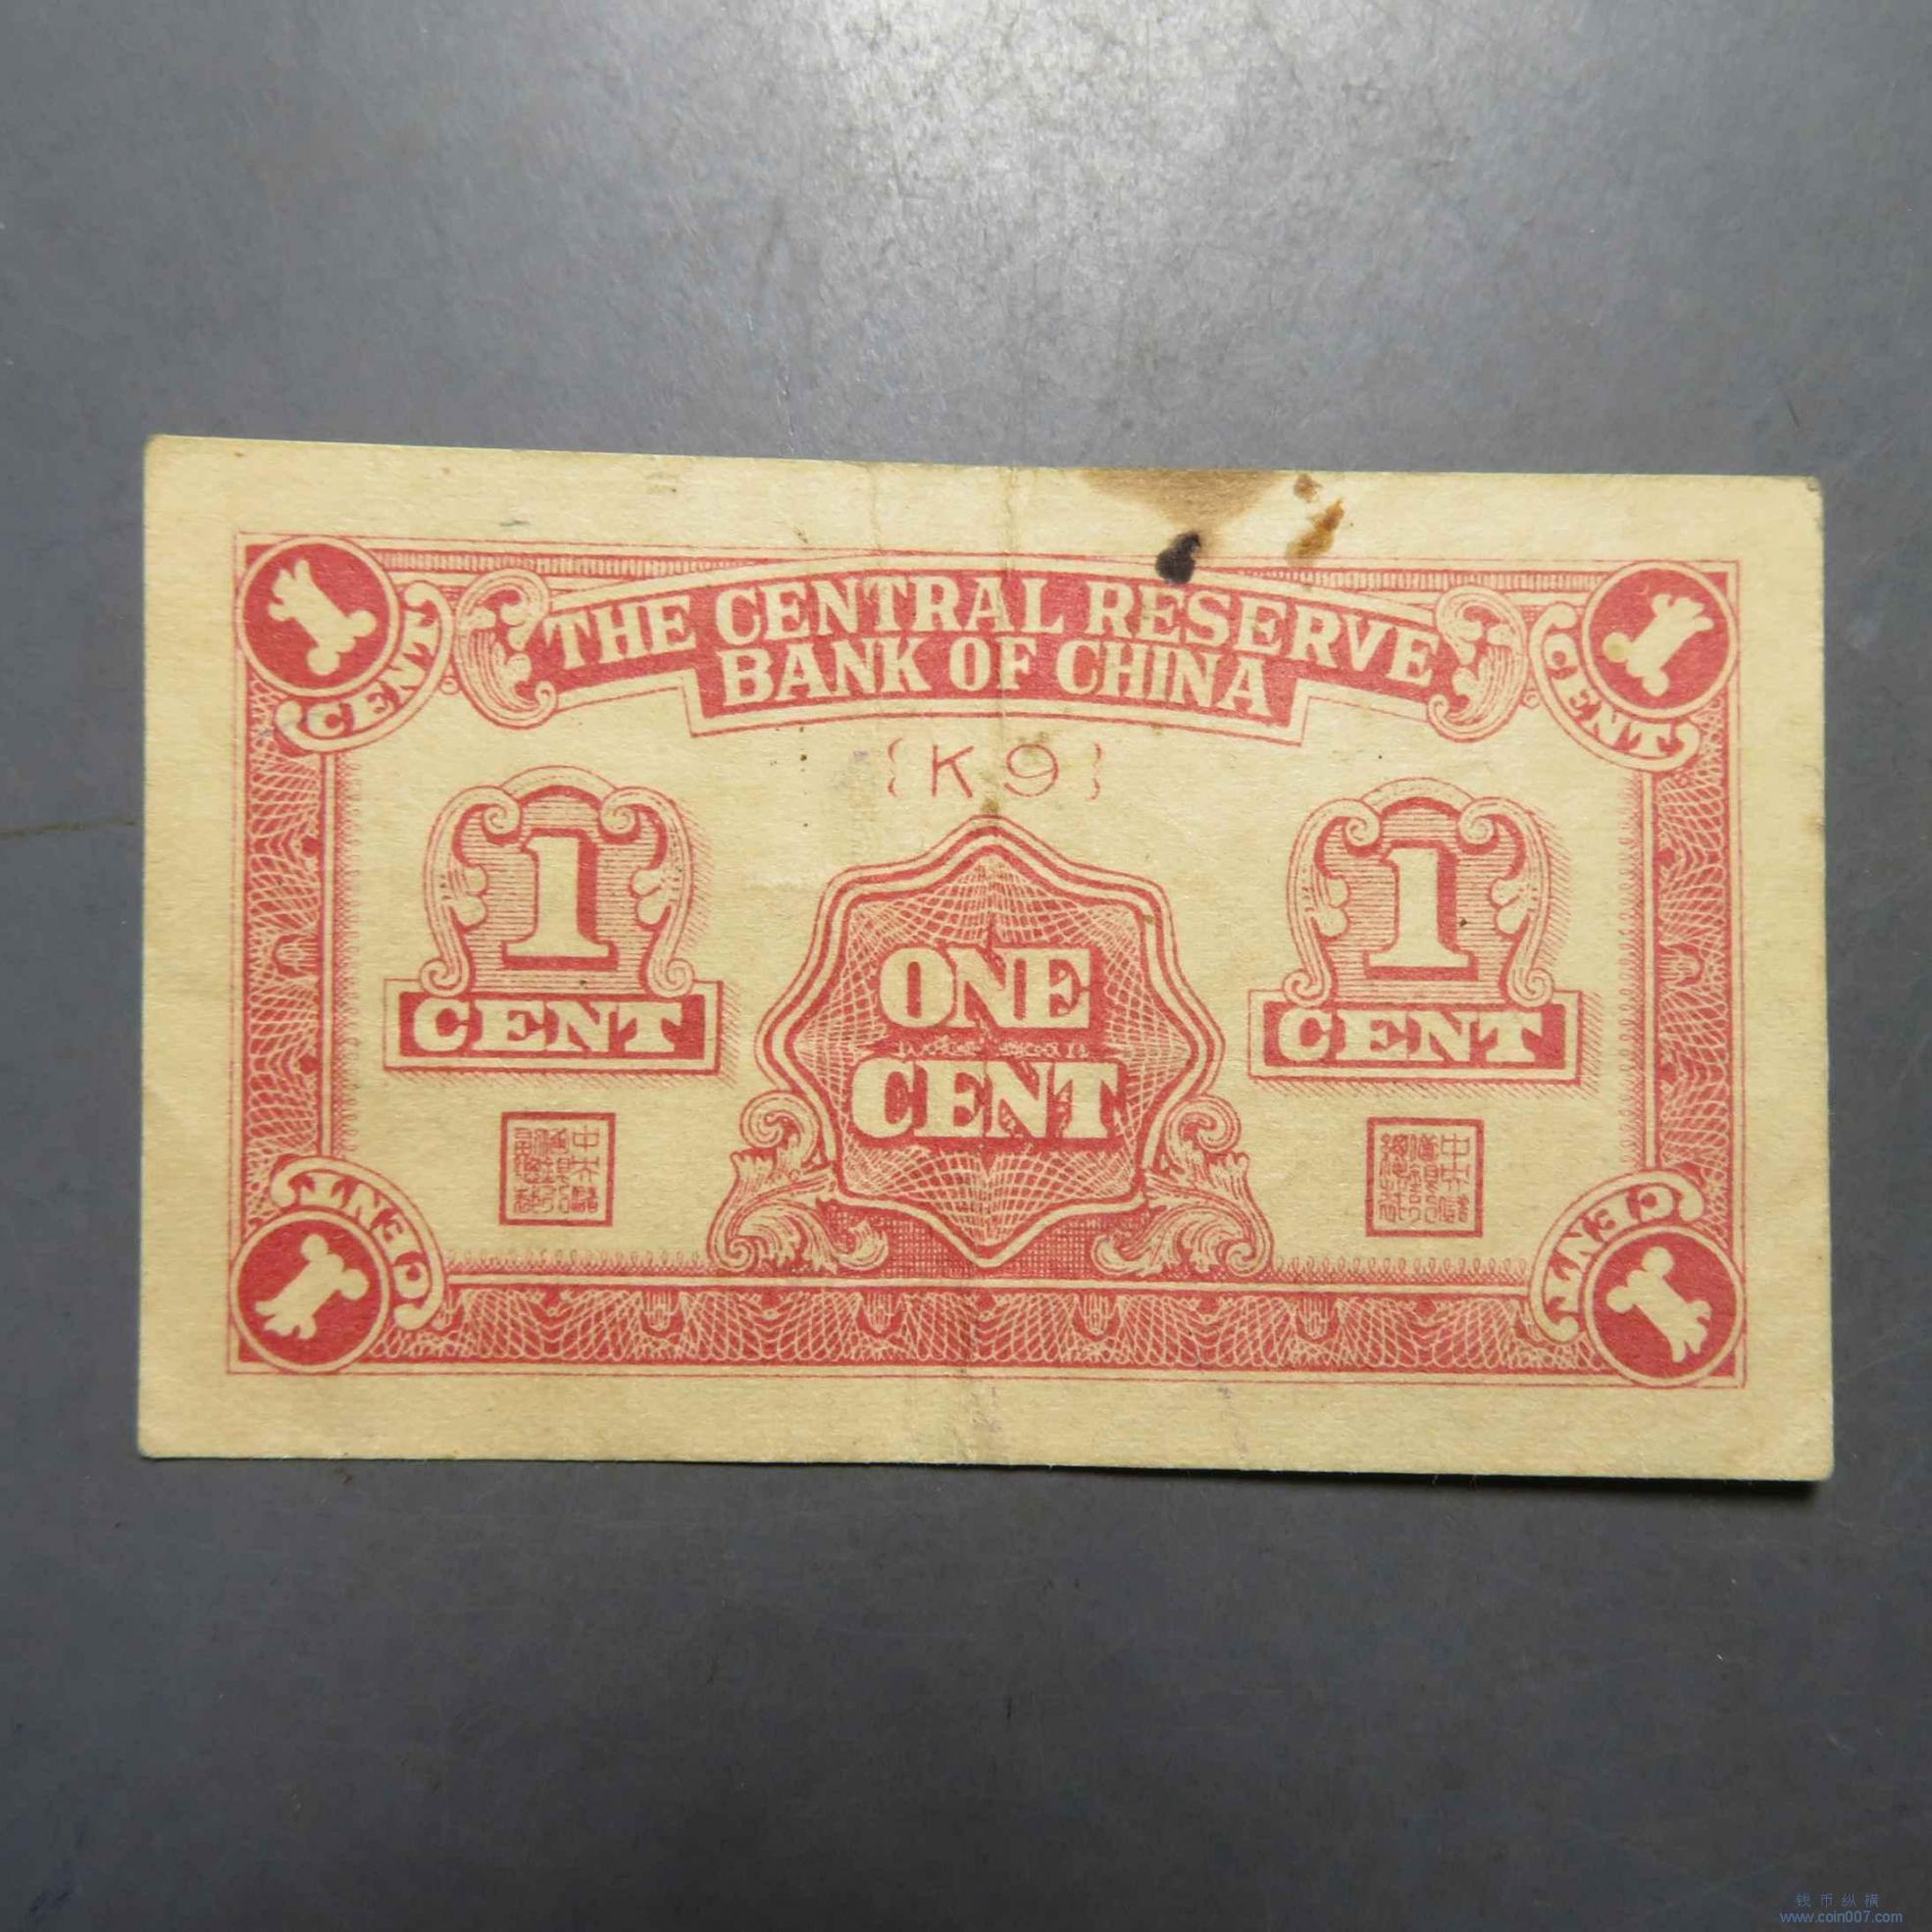 THE CENTRAL RESERVE
BANK OF CHINA
CENT
CENT
{K9}
1
CENT
ONE
CENT
1
CENT
CENT
CENT
钱币纵横
www.coin007.com